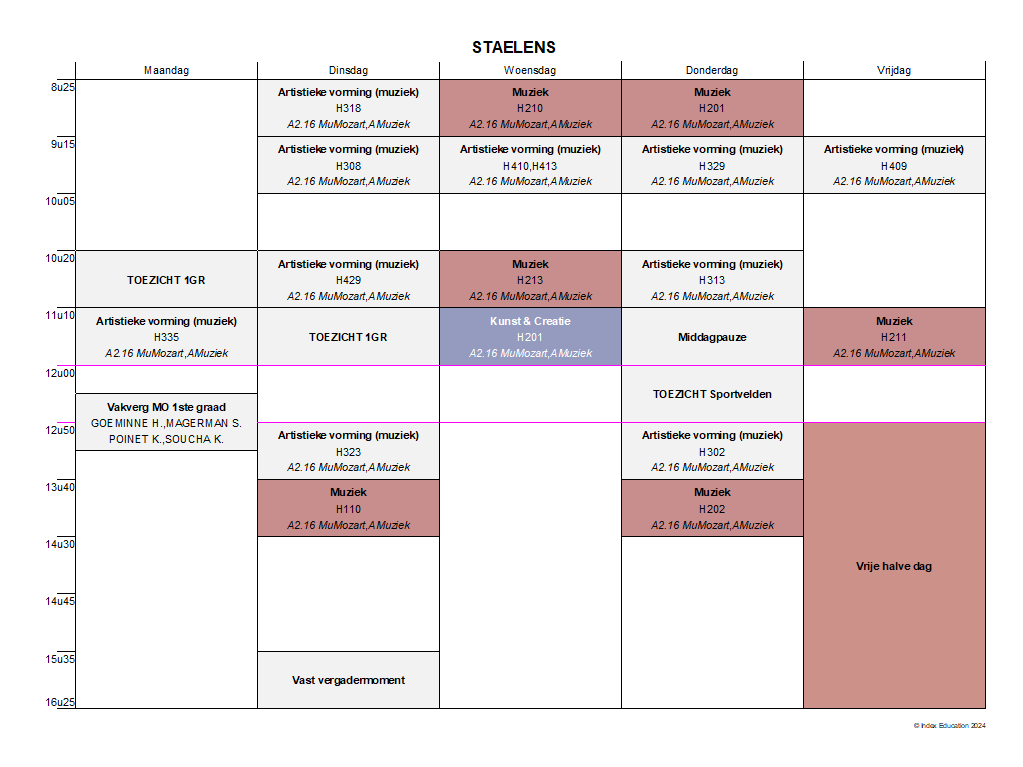 STAELENS
Maandag Dinsdag Woensdag Donderdag Vrijdag
8u25
Artistieke vorming (muziek)
H318
A2.16 MuMozart,AMuziek
Muziek
H210
A2.16 MuMozart,AMuziek
Muziek
H201
A2.16 MuMozart,AMuziek
9u15
Artistieke vorming (muziek)
H308
A2.16 MuMozart,AMuziek
Artistieke vorming (muziek)
H410,H413
A2.16 MuMozart,AMuziek
Artistieke vorming (muziek)
H329
A2.16 MuMozart,AMuziek
Artistieke vorming (muziek)
H409
A2.16 MuMozart,AMuziek
10u05
10u20
TOEZICHT 1GR
Artistieke vorming (muziek)
H429
A2.16 MuMozart,AMuziek
Muziek
H213
A2.16 MuMozart,AMuziek
Artistieke vorming (muziek)
H313
A2.16 MuMozart,AMuziek
11u10
Artistieke vorming (muziek)
H335
A2.16 MuMozart,AMuziek
TOEZICHT 1GR
Kunst & Creatie
H201
A2.16 MuMozart,AMuziek
Middagpauze
Muziek
H211
A2.16 MuMozart,AMuziek
12u00
Vakverg MO 1ste graad
GOEMINNE H.,MAGERMAN S.
POINET K.,SOUCHA K.
TOEZICHT Sportvelden
12u50
Artistieke vorming (muziek)
H323
A2.16 MuMozart,AMuziek
Artistieke vorming (muziek)
H302
A2.16 MuMozart,AMuziek
13u40
Muziek
H110
A2.16 MuMozart,AMuziek
Muziek
H202
A2.16 MuMozart,AMuziek
14u30
Vrije halve dag
14u45
15u35
Vast vergadermoment
16u25
© Index Education 2024